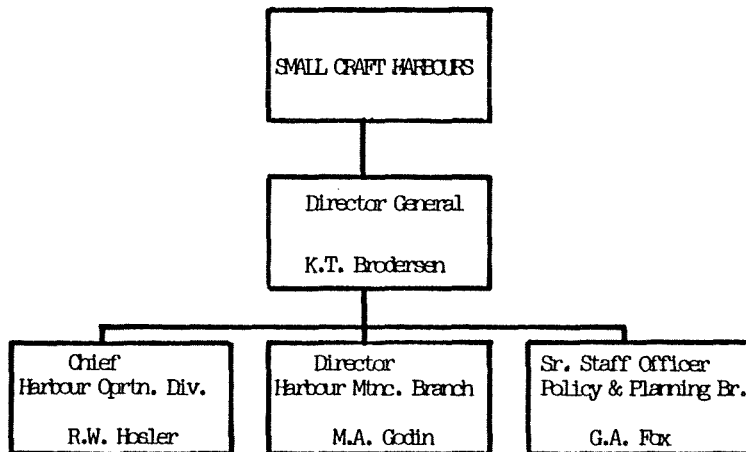 SMALL CRAFT HARBOURS
Director General
K.T. Brodersen
Chief
Harbour Oprtn. Div.
R.W. Hosler
Director
Harbour Mtnc. Branch
M.A. Godin
Sr. Staff Officer
Policy & Planning Br.
G.A. Fox